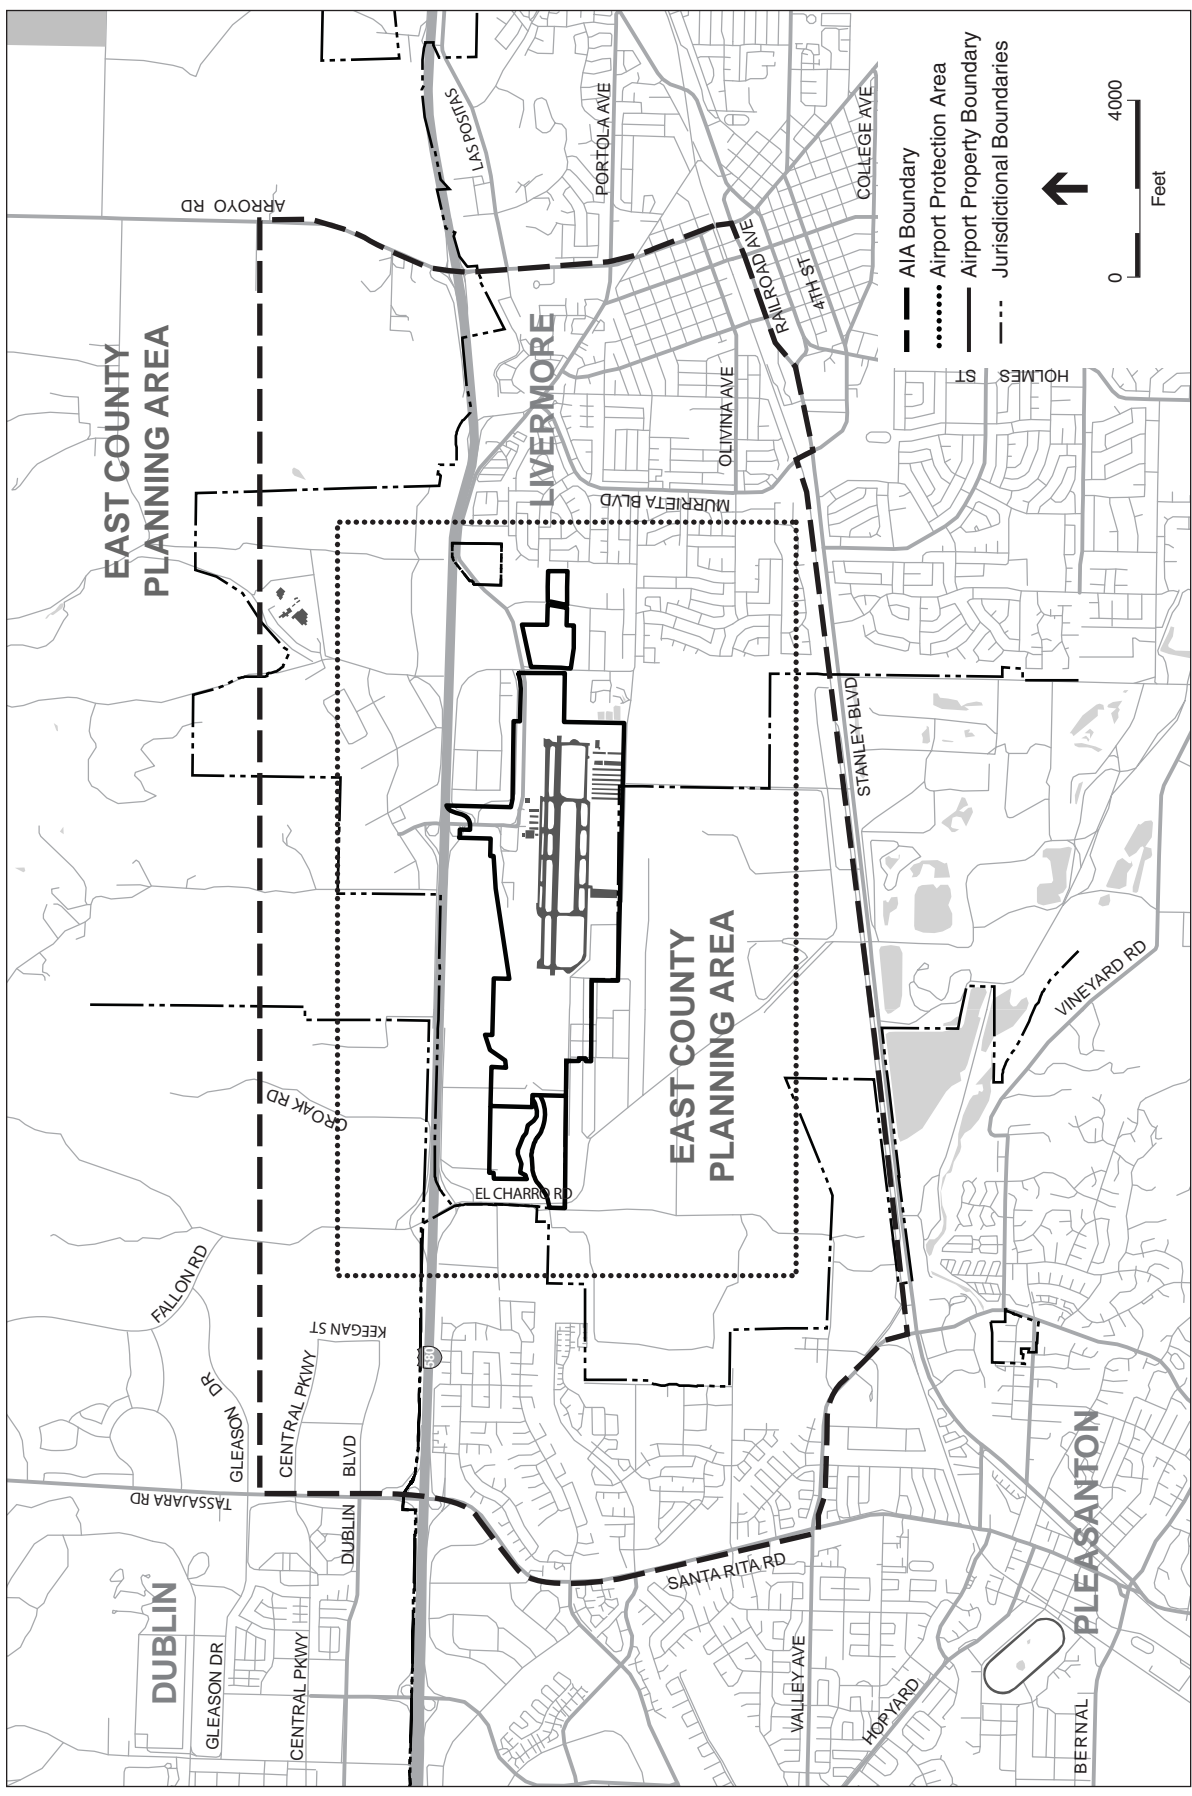 EAST COUNTY
PLANNING AREA
DUBLIN
LIVERMORE
EAST COUNTY
PLANNING AREA
PLEASANTON
TASSAJARA RD
GLEASON DR
CENTRAL PKWY
DUBLIN BLVD
GLEASON DR
CENTRAL PKWY
FALLON RD
KEEGAN ST
CROAK RD
580
EL CHARRO RD
ARROYO RD
LAS POSITAS
PORTOLA AVE
COLLEGE AVE
RAILROAD AVE
4TH ST
OLIVINA AVE
MURRIETA BLVD
HOLMES
ST
STANLEY BLVD
VINEYARD RD
SANTA RITA RD
VALLEY AVE
HOPYARD
BERNAL
AIA Boundary
Airport Protection Area
Airport Property Boundary
Jurisdictional Boundaries
0
4000
Feet